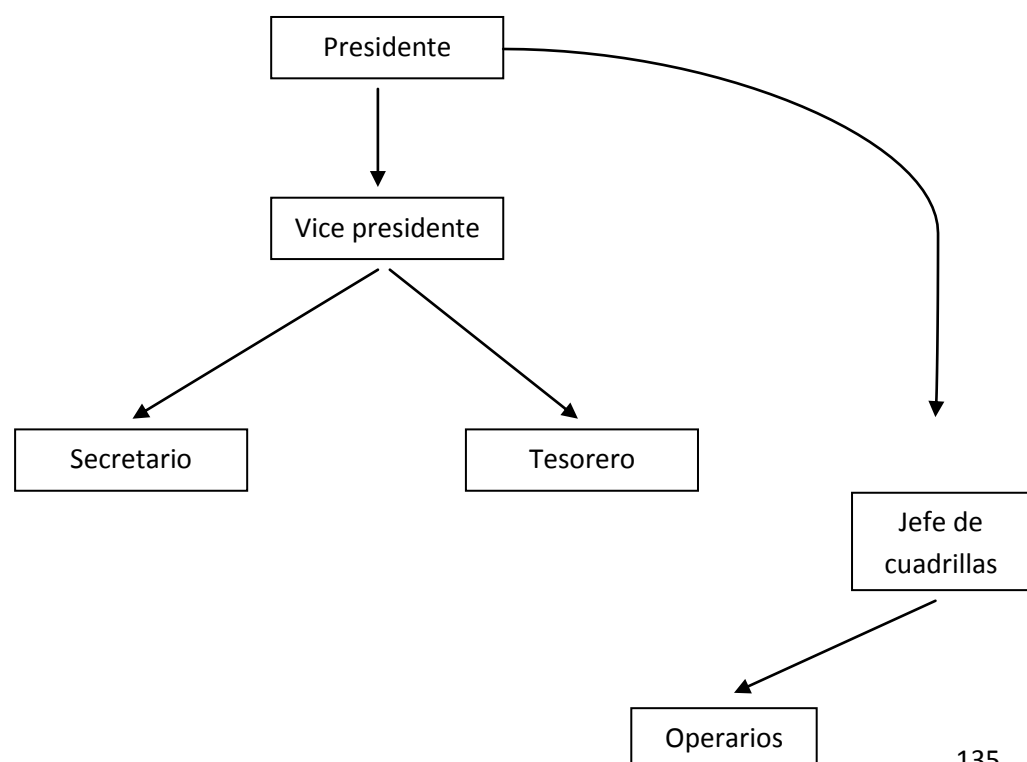 Presidente
Vice presidente
Secretario
Tesorero
Jefe de
cuadrillas
Operarios
135